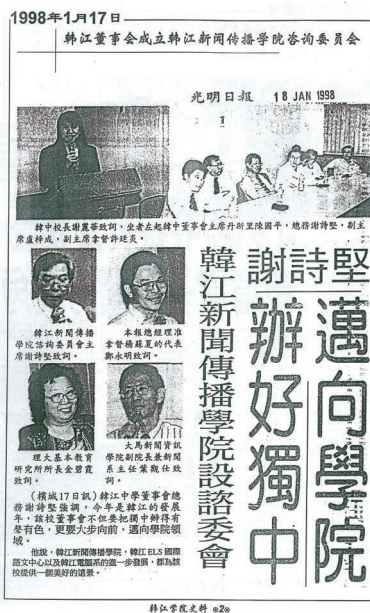 1998年1月17日
韩江董事会成立韩江新闻传播学院咨询委员会
光明日報 18 JAN 1998
韓中校長謝麗華致詞，坐者左起韓中董事會主席丹斯里陳國平，總務謝詩堅，副主
席盧梓成，副主席拿督許廷炎。
謝詩堅
邁向學院
辦好獨中
韓江新聞傳播學院設諮委會
韓江新聞傳播
學院諮詢委員會主
席謝詩堅致詞。
本報總經理準
拿督楊蘇夏的代表
鄭永明致詞。
理大基本教育
研究所所長金碧霞
致詞。
大馬新聞資訊
學院副院長兼新聞
系主任葉觀仕致
詞。
（檳城17日訊）韓江中學董事會總
務謝詩堅強調，今年是韓江的發展
年，該校董事會不但要把獨中辦得有
聲有色，更要大步向前，邁向學院領
域。
他說，韓江新聞傳播學院，韓江ELS國際
語文中心以及韓江電腦系的進一步發展，都為該
校提供一個美好的遠景。
韩江学院史料 ⊙2⊙